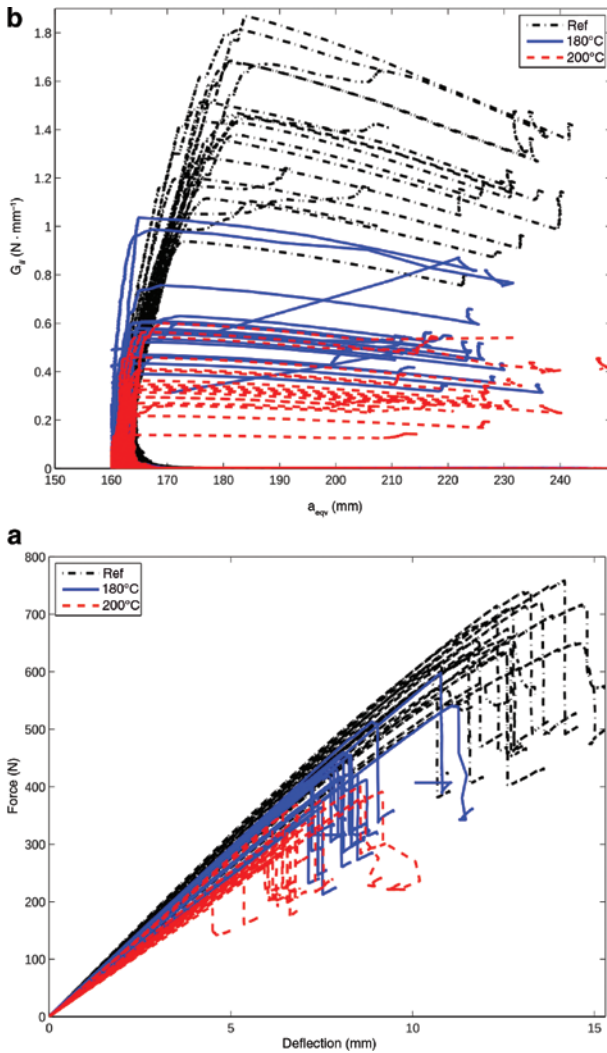 b
Ref
180°C
200°C
1.8
1.6
1.4
1.2
1
0.8
0.6
0.4
0.2
0
G_II (N · mm⁻¹)
150 160 170 180 190 200 210 220 230 240
a_eqv (mm)
a
Ref
180°C
200°C
800
700
600
500
400
300
200
100
0
Force (N)
0 5 10 15
Deflection (mm)